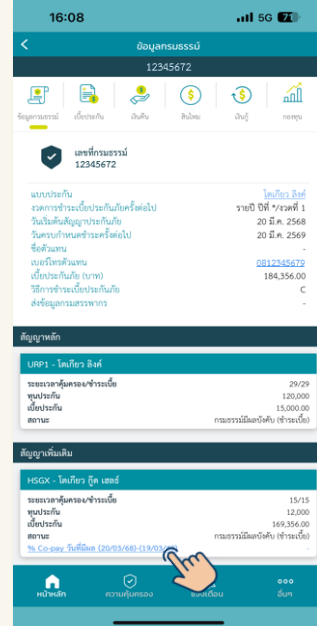 16:08
5G 71
ข้อมูลกรมธรรม์
12345672
ข้อมูลกรมธรรม์ เบี้ยประกัน เงินคืน สินไหม เงินกู้ กองทุน
เลขที่กรมธรรม์
12345672
แบบประกัน โตเกียว ลิงค์
งวดการชำระเบี้ยประกันภัยครั้งต่อไป รายปี ปีที่ */งวดที่ 1
วันเริ่มต้นสัญญาประกันภัย 20 มี.ค. 2568
วันครบกำหนดชำระครั้งต่อไป 20 มี.ค. 2569
ชื่อตัวแทน -
เบอร์โทรตัวแทน 0812345679
เบี้ยประกันภัย (บาท) 184,356.00
วิธีการชำระเบี้ยประกันภัย C
ส่งข้อมูลกรมสรรพากร -
สัญญาหลัก
URP1 - โตเกียว ลิงค์
ระยะเวลาคุ้มครอง/ชำระเบี้ย 29/29
ทุนประกัน 120,000
เบี้ยประกัน 15,000.00
สถานะ กรมธรรม์มีผลบังคับ (ชำระเบี้ย)
สัญญาเพิ่มเติม
HSGX - โตเกียว กู๊ด เฮลธ์
ระยะเวลาคุ้มครอง/ชำระเบี้ย 15/15
ทุนประกัน 12,000
เบี้ยประกัน 169,356.00
สถานะ กรมธรรม์มีผลบังคับ (ชำระเบี้ย)
% Co-pay วันที่มีผล (20/03/68)-(19/03/ -
หน้าหลัก ความคุ้มครอง อื่นๆ